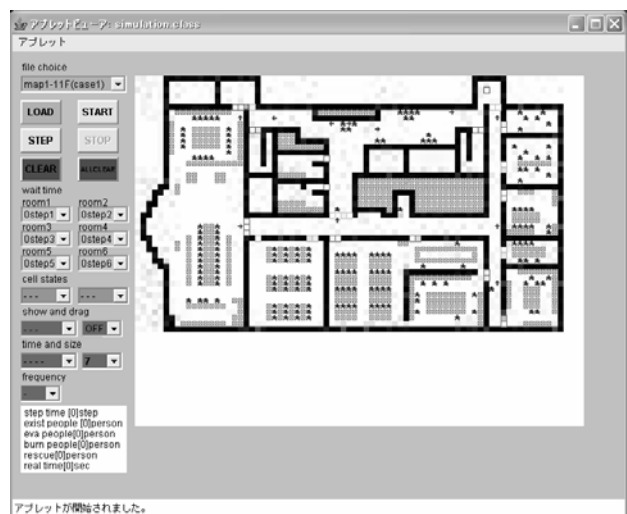 アプレットビューア: simulation.class
アプレット
file choice
map1-11F(case1)
LOAD START
STEP STOP
CLEAR ALLCLEAR
wait time
room1 room2
0step1 0step2
room3 room4
0step3 0step4
room5 room6
0step5 0step6
cell states
--- ---
show and drag
--- OFF
time and size
---- 7
frequency
-
step time [0]step
exist people [0]person
eva people[0]person
burn people[0]person
rescue[0]person
real time[0]sec
アプレットが開始されました。